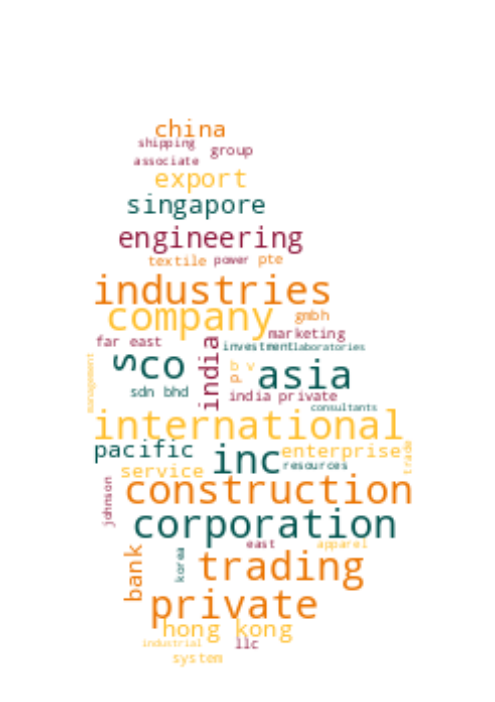 china
shipping
group
associate
export
singapore
engineering
textile power pte
industries
company
gmbh
marketing
far east
investment
laboratories
management
s
co
india
b v
p
asia
sdn bhd
india private
consultants
international
pacific
inc
enterprise
trade
service
resources
johnson
construction
corporation
east
apparel
bank
korea
trading
private
hong kong
industrial
llc
system